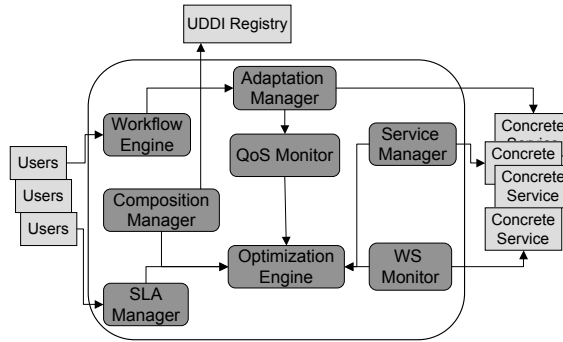 UDDI Registry
Adaptation
Manager
Workflow
Engine
QoS Monitor
Service
Manager
Concrete
Service
Concrete
Concrete
Service
Concrete
Service
Users
Users
Users
Composition
Manager
Optimization
Engine
WS
Monitor
SLA
Manager